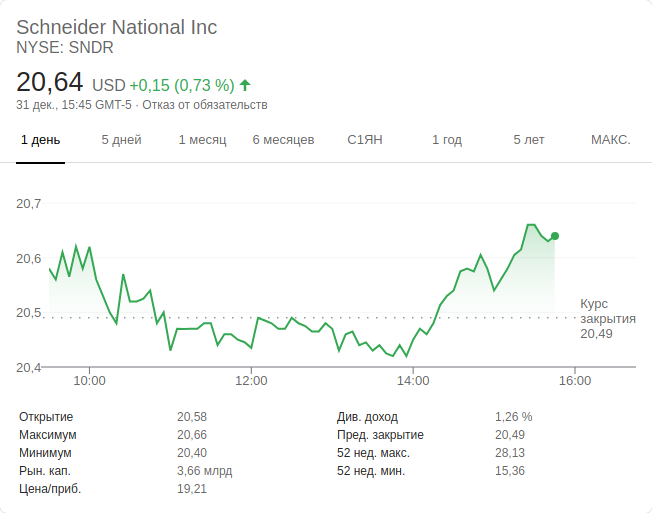 Schneider National Inc
NYSE: SNDR
20,64 USD +0,15 (0,73 %)
31 дек., 15:45 GMT-5 · Отказ от обязательств
1 день 5 дней 1 месяц 6 месяцев С1ЯН 1 год 5 лет МАКС.
20,7
20,6
20,5
20,4
Курс
закрытия
20,49
10:00 12:00 14:00 16:00
Открытие 20,58
Максимум 20,66
Минимум 20,40
Рын. кап. 3,66 млрд
Цена/приб. 19,21
Див. доход 1,26 %
Пред. закрытие 20,49
52 нед. макс. 28,13
52 нед. мин. 15,36